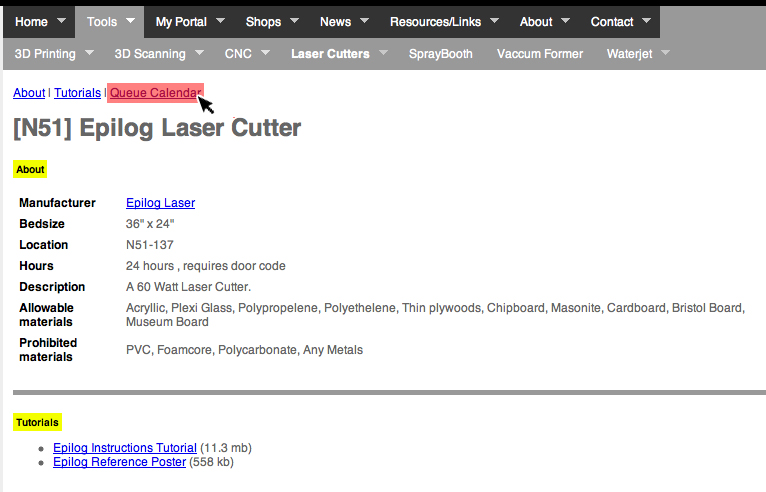 Home Tools My Portal Shops News Resources/Links About Contact
3D Printing 3D Scanning CNC Laser Cutters SprayBooth Vaccum Former Waterjet
About | Tutorials | Queue Calendar
[N51] Epilog Laser Cutter
About
Manufacturer Epilog Laser
Bedsize 36" x 24"
Location N51-137
Hours 24 hours , requires door code
Description A 60 Watt Laser Cutter.
Allowable Acryllic, Plexi Glass, Polypropelene, Polyethelene, Thin plywoods, Chipboard, Masonite, Cardboard, Bristol Board,
materials Museum Board
Prohibited
materials PVC, Foamcore, Polycarbonate, Any Metals
Tutorials
Epilog Instructions Tutorial (11.3 mb)
Epilog Reference Poster (558 kb)